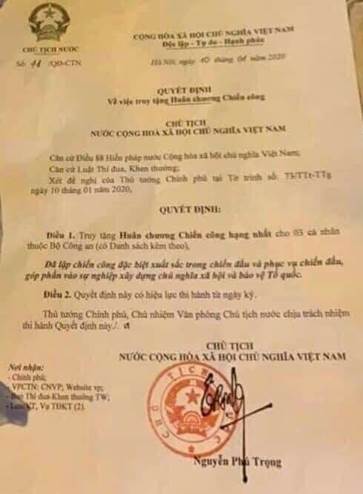 CHỦ TỊCH NƯỚC
CỘNG HÒA XÃ HỘI CHỦ NGHĨA VIỆT NAM
Độc lập - Tự do - Hạnh phúc
Số: 41 /QĐ-CTN
Hà Nội, ngày 10 tháng 01 năm 2020
QUYẾT ĐỊNH
Về việc truy tặng Huân chương Chiến công
CHỦ TỊCH
NƯỚC CỘNG HOÀ XÃ HỘI CHỦ NGHĨA VIỆT NAM
Căn cứ Điều 88 Hiến pháp nước Cộng hòa xã hội chủ nghĩa Việt Nam;
Căn cứ Luật Thi đua, Khen thưởng;
Xét đề nghị của Thủ tướng Chính phủ tại Tờ trình số: 73/TTr-TTg
ngày 10 tháng 01 năm 2020,
QUYẾT ĐỊNH:
Điều 1. Truy tặng Huân chương Chiến công hạng nhất cho 03 cá nhân
thuộc Bộ Công an (có Danh sách kèm theo),
Đã lập chiến công đặc biệt xuất sắc trong chiến đấu và phục vụ chiến đấu,
góp phần vào sự nghiệp xây dựng chủ nghĩa xã hội và bảo vệ Tổ quốc.
Điều 2. Quyết định này có hiệu lực thi hành từ ngày ký.
Thủ tướng Chính phủ, Chủ nhiệm Văn phòng Chủ tịch nước chịu trách nhiệm
thi hành Quyết định này./.
CHỦ TỊCH
NƯỚC CỘNG HOÀ XÃ HỘI CHỦ NGHĨA VIỆT NAM
Nơi nhận:
- Chính phủ;
- VPCTN: CNVP; Website vp;
- Ban Thi đua-Khen thưởng TW;
- Lưu VT, Vụ TĐKT (2).
CHỦ TỊCH
Nguyễn Phú Trọng